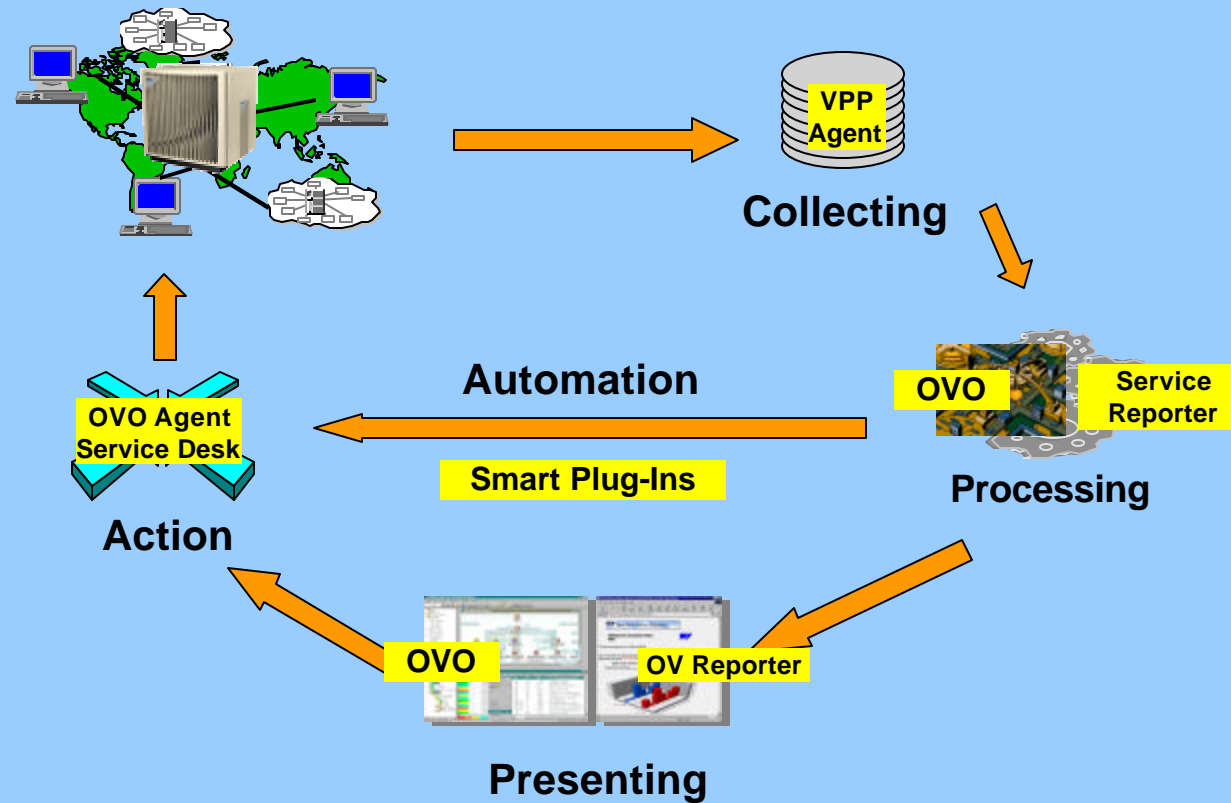 VPP
Agent
Collecting
OVO
Service
Reporter
Processing
Automation
Smart Plug-Ins
OVO Agent
Service Desk
Action
OVO
OV Reporter
Presenting